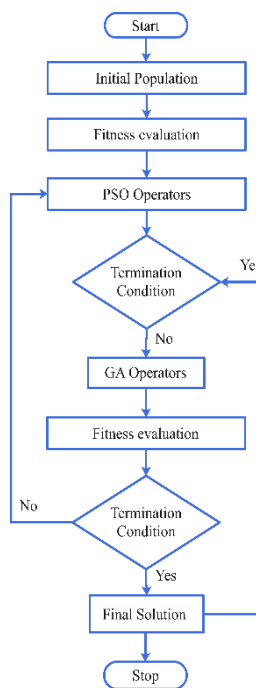 Start
Initial Population
Fitness evaluation
PSO Operators
Termination
Condition
Ye
No
GA Operators
Fitness evaluation
Termination
Condition
No
Yes
Final Solution
Stop